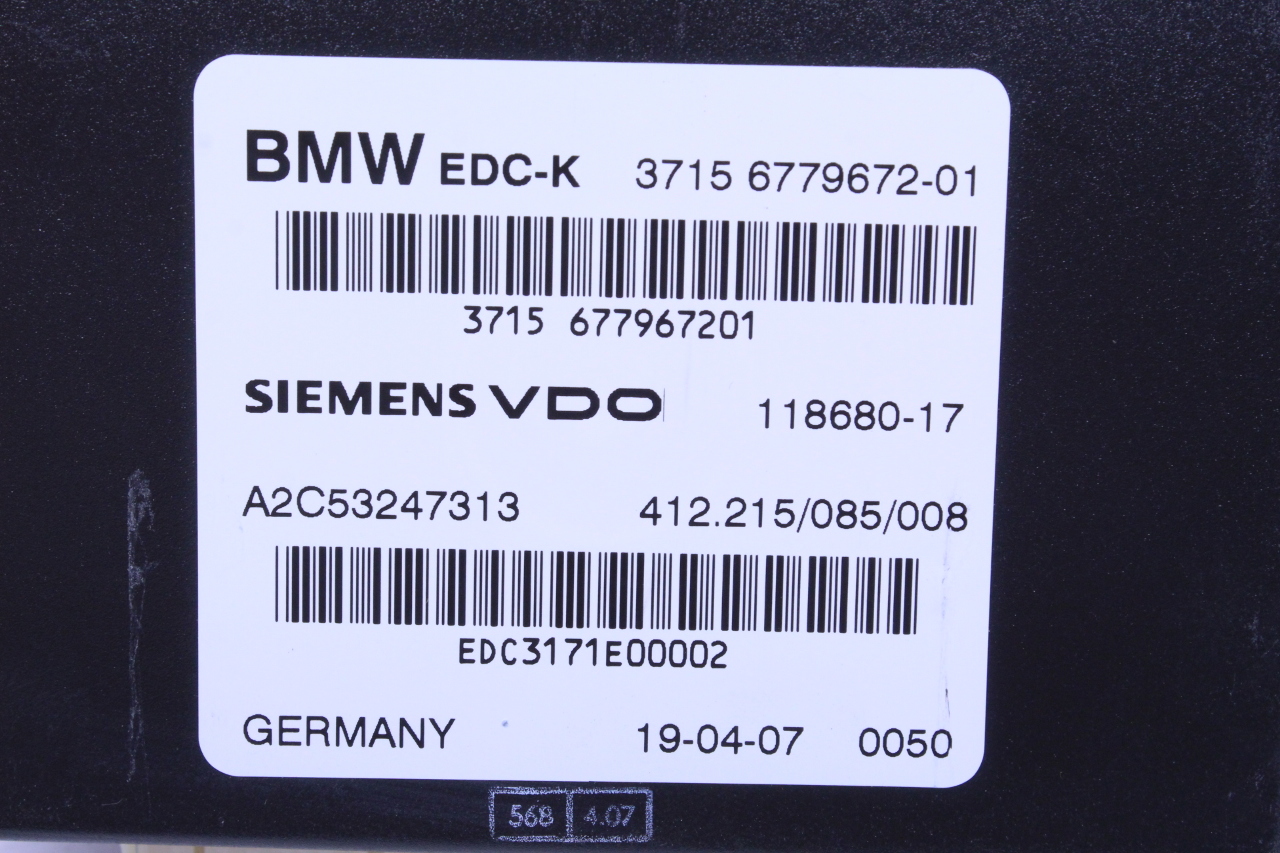 BMW EDC-K 3715 6779672-01
3715 677967201
SIEMENS VDO 118680-17
A2C53247313 412.215/085/008
EDC3171E00002
GERMANY 19-04-07 0050
568 4.07